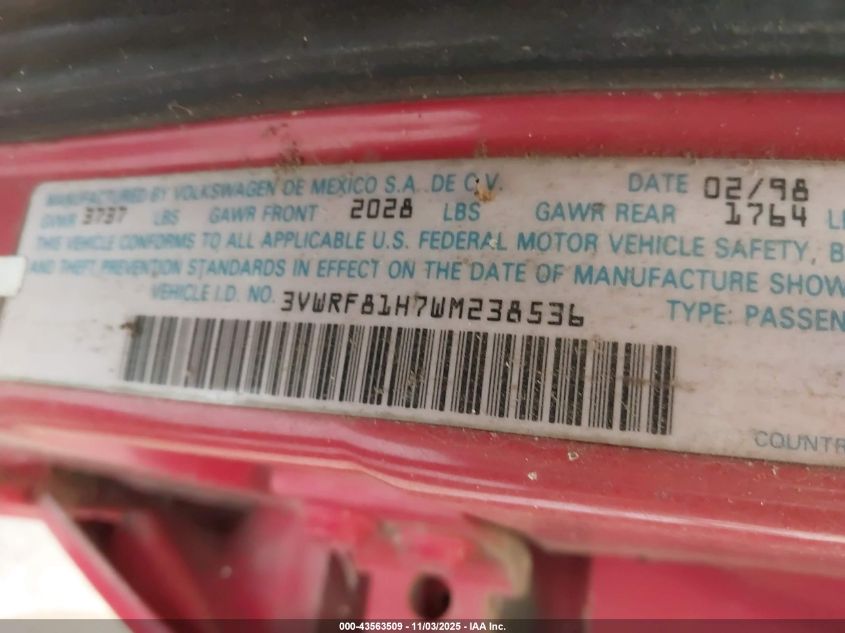 MANUFACTURED BY VOLKSWAGEN DE MEXICO S.A. DE C.V. DATE 02/98
GVWR 3737 LBS GAWR FRONT 2028 LBS GAWR REAR 1764 LB
THIS VEHICLE CONFORMS TO ALL APPLICABLE U.S. FEDERAL MOTOR VEHICLE SAFETY, B
AND THEFT PREVENTION STANDARDS IN EFFECT ON THE DATE OF MANUFACTURE SHOW
VEHICLE I.D. NO. 3VWRF81H7WM238536 TYPE: PASSEN
COUNTR
000-43563509 - 11/03/2025 - IAA Inc.